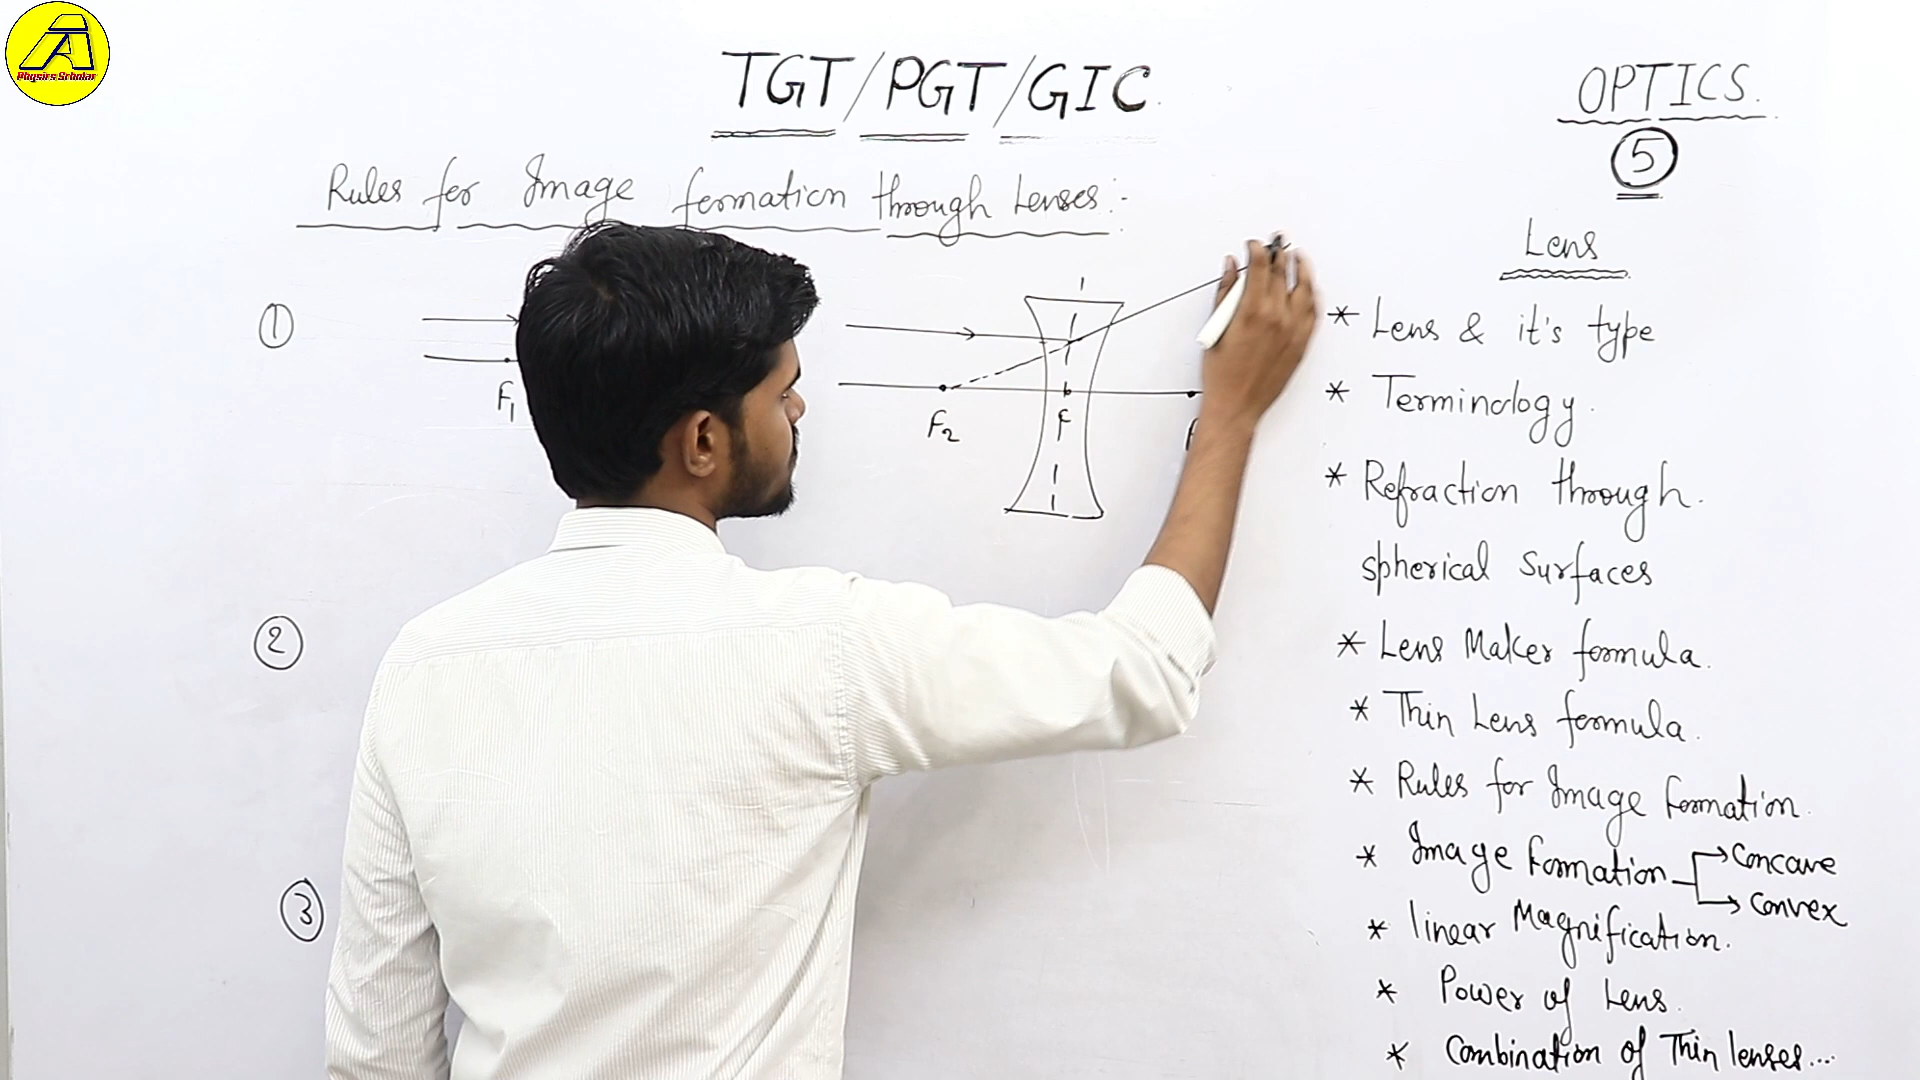 Physics Scholar
TGT/PGT/GIC
OPTICS.
5
Rules for Image formation through Lenses:-
1
F1
F2
F
2
3
Lens
* Lens & it's type
* Terminology.
* Refraction through
spherical surfaces
* Lens Maker formula.
* Thin Lens formula.
* Rules for Image formation.
* Image formation → Concave
→ Convex
* linear Magnification.
* Power of Lens.
* Combination of Thin lenses...